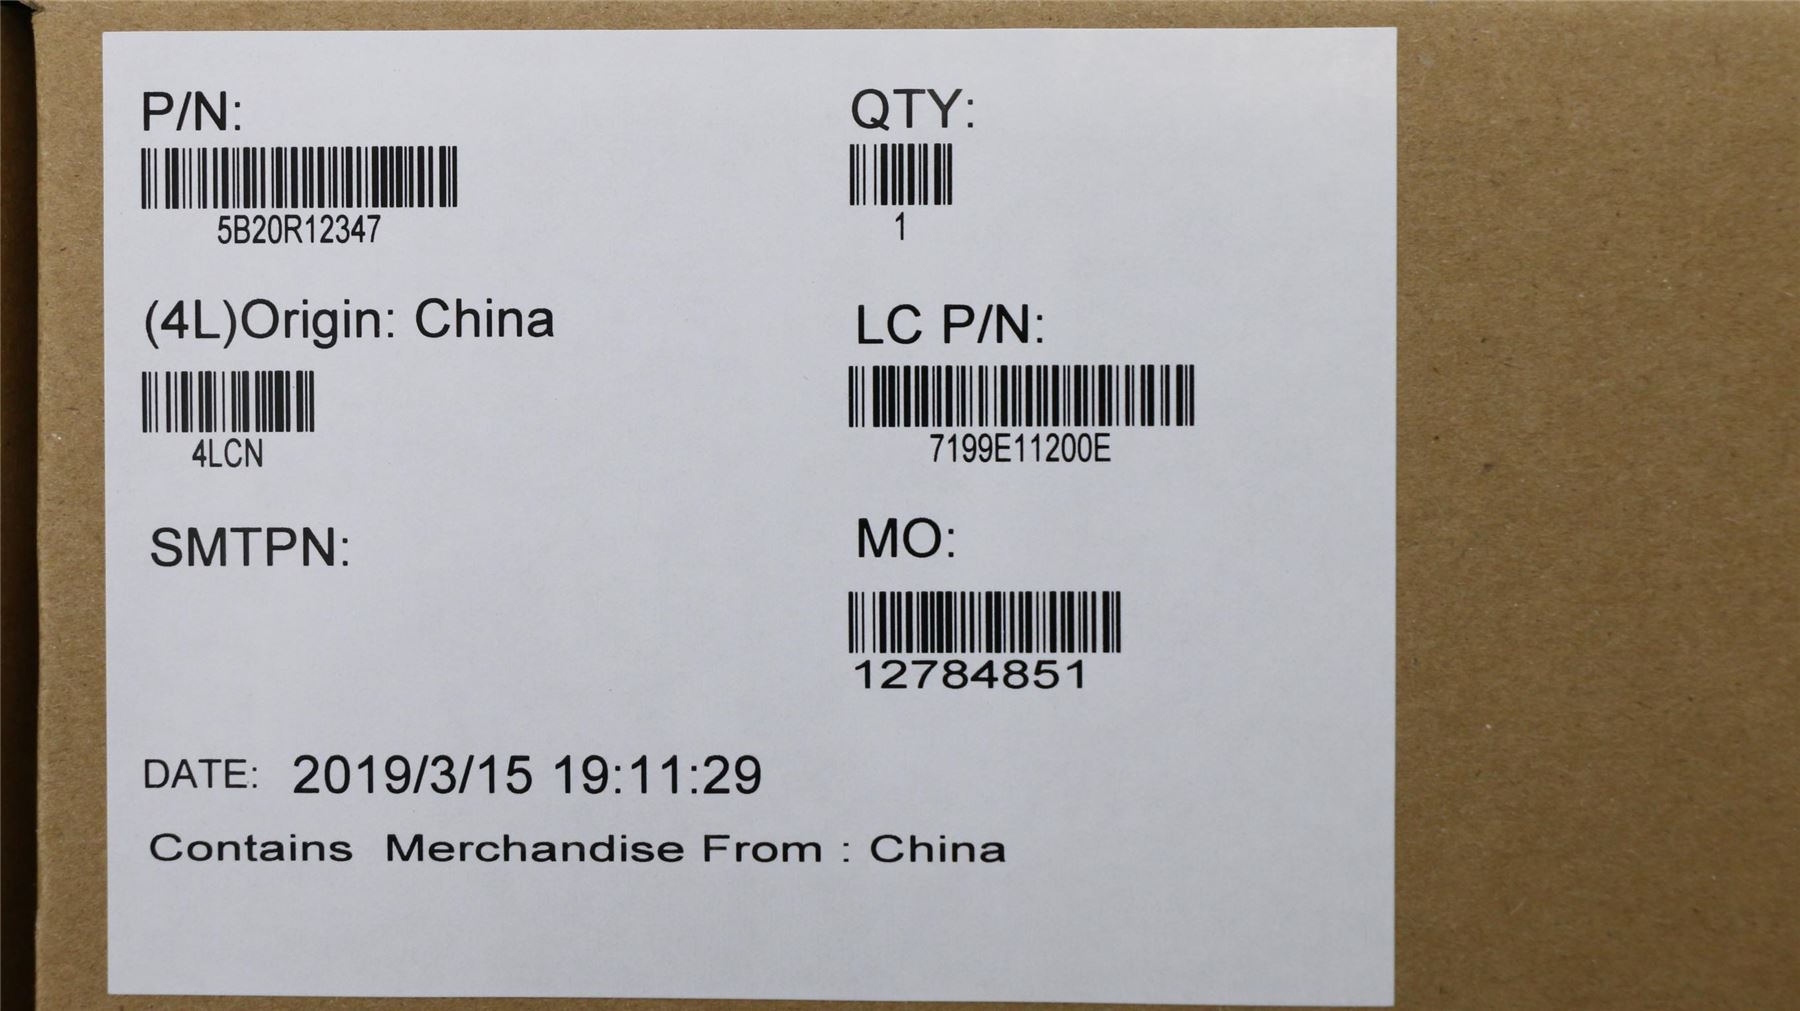 P/N:
5B20R12347
QTY:
1
(4L)Origin: China
4LCN
LC P/N:
7199E11200E
SMTPN:
MO:
12784851
DATE: 2019/3/15 19:11:29
Contains Merchandise From : China